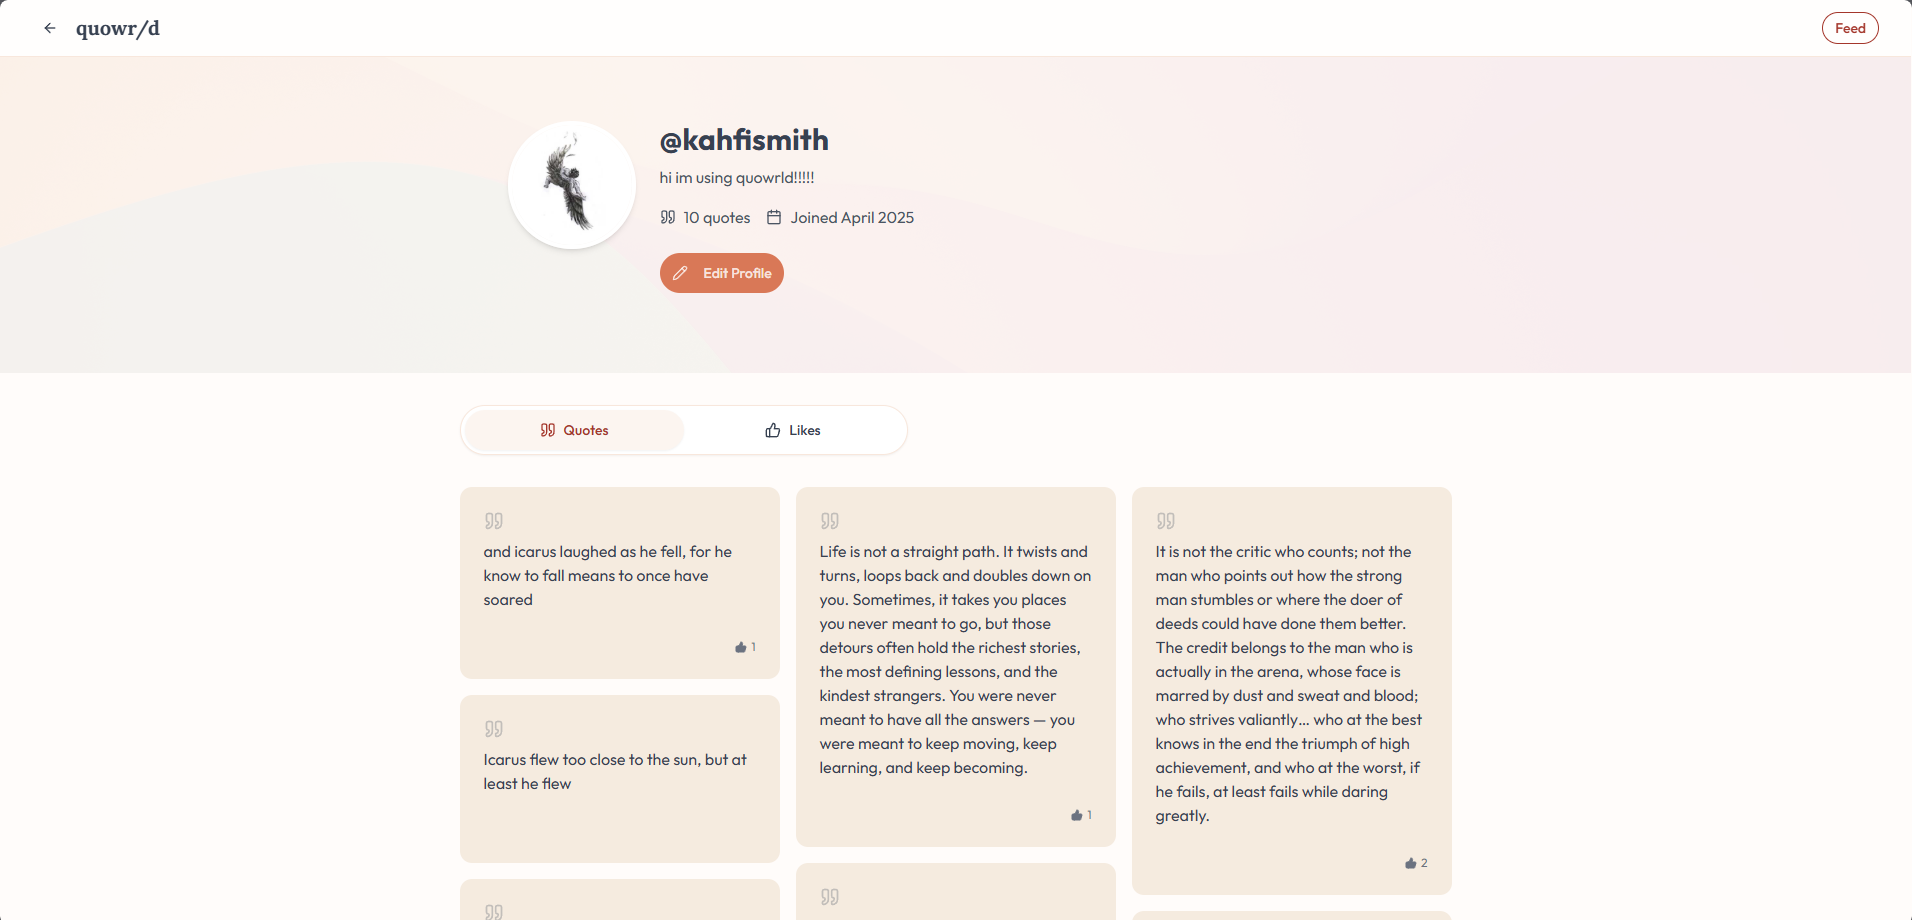 quowr/d
Feed
@kahfismith
hi im using quowrld!!!!!
10 quotes
Joined April 2025
Edit Profile
Quotes
Likes
and icarus laughed as he fell, for he
know to fall means to once have
soared
1
Icarus flew too close to the sun, but at
least he flew
Life is not a straight path. It twists and
turns, loops back and doubles down on
you. Sometimes, it takes you places
you never meant to go, but those
detours often hold the richest stories,
the most defining lessons, and the
kindest strangers. You were never
meant to have all the answers — you
were meant to keep moving, keep
learning, and keep becoming.
1
It is not the critic who counts; not the
man who points out how the strong
man stumbles or where the doer of
deeds could have done them better.
The credit belongs to the man who is
actually in the arena, whose face is
marred by dust and sweat and blood;
who strives valiantly... who at the best
knows in the end the triumph of high
achievement, and who at the worst, if
he fails, at least fails while daring
greatly.
2